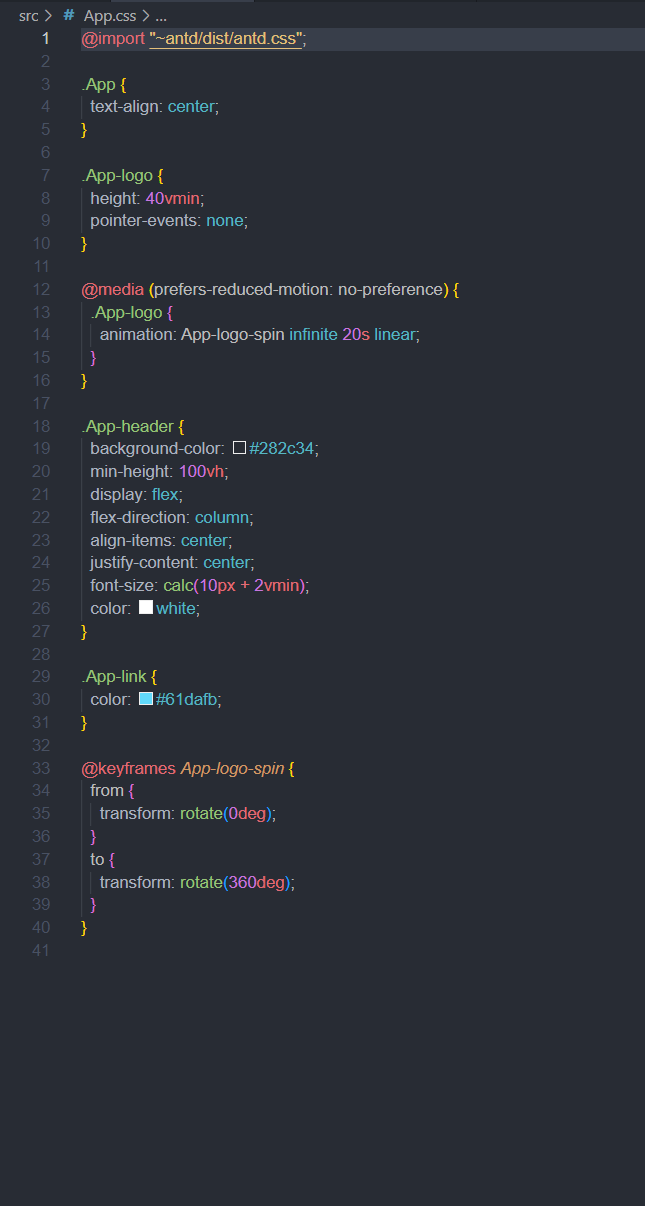 src > # App.css > ...
1 @import "~antd/dist/antd.css";
2
3 .App {
4   text-align: center;
5 }
6
7 .App-logo {
8   height: 40vmin;
9   pointer-events: none;
10 }
11
12 @media (prefers-reduced-motion: no-preference) {
13   .App-logo {
14     animation: App-logo-spin infinite 20s linear;
15   }
16 }
17
18 .App-header {
19   background-color: #282c34;
20   min-height: 100vh;
21   display: flex;
22   flex-direction: column;
23   align-items: center;
24   justify-content: center;
25   font-size: calc(10px + 2vmin);
26   color: white;
27 }
28
29 .App-link {
30   color: #61dafb;
31 }
32
33 @keyframes App-logo-spin {
34   from {
35     transform: rotate(0deg);
36   }
37   to {
38     transform: rotate(360deg);
39   }
40 }
41